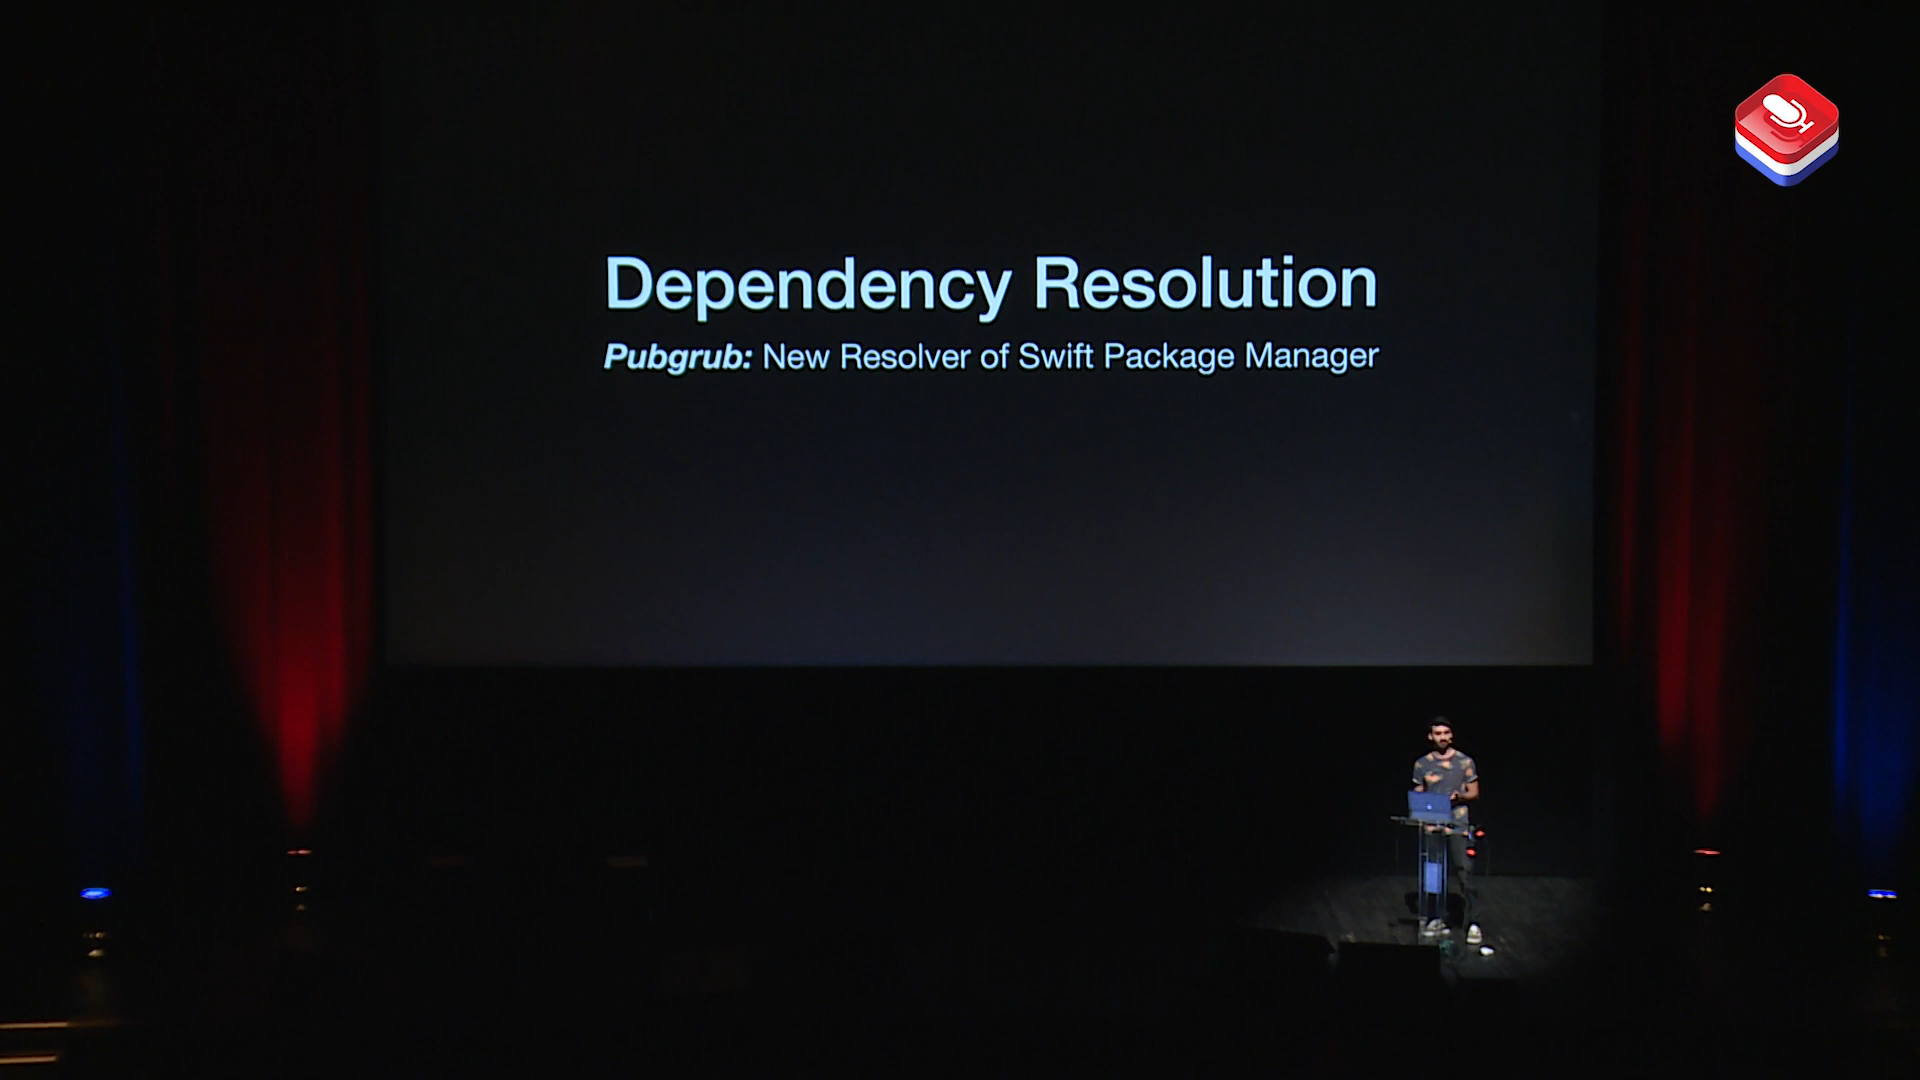 Dependency Resolution
Pubgrub: New Resolver of Swift Package Manager